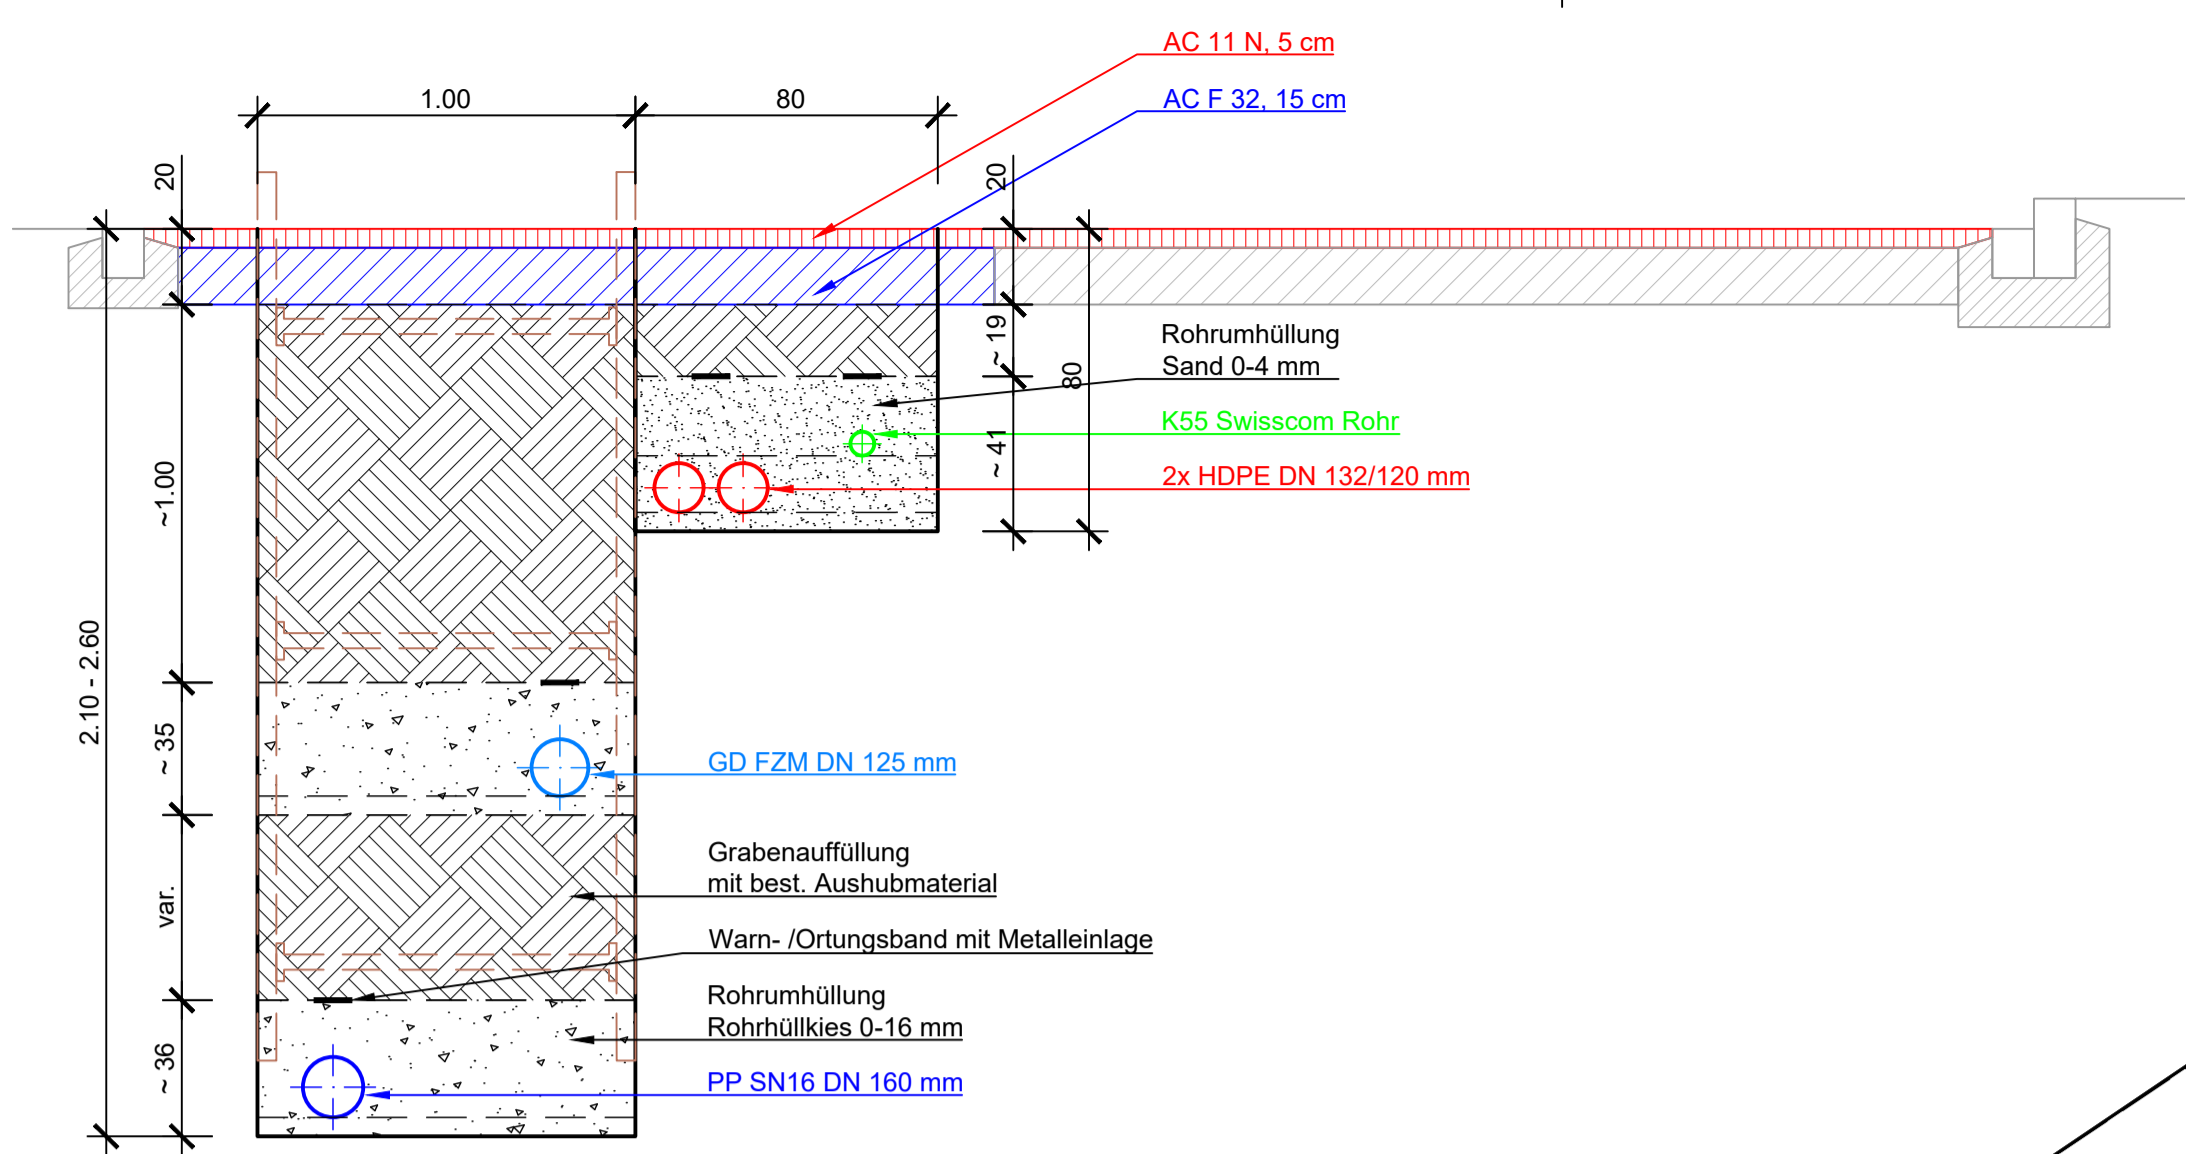 AC 11 N, 5 cm
AC F 32, 15 cm
1.00
80
20
20
~ 19
80
~ 41
Rohrumhüllung
Sand 0-4 mm
K55 Swisscom Rohr
2x HDPE DN 132/120 mm
~1.00
2.10 - 2.60
~ 35
GD FZM DN 125 mm
var.
Grabenauffüllung
mit best. Aushubmaterial
Warn- /Ortungsband mit Metalleinlage
Rohrumhüllung
Rohrhüllkies 0-16 mm
~ 36
PP SN16 DN 160 mm